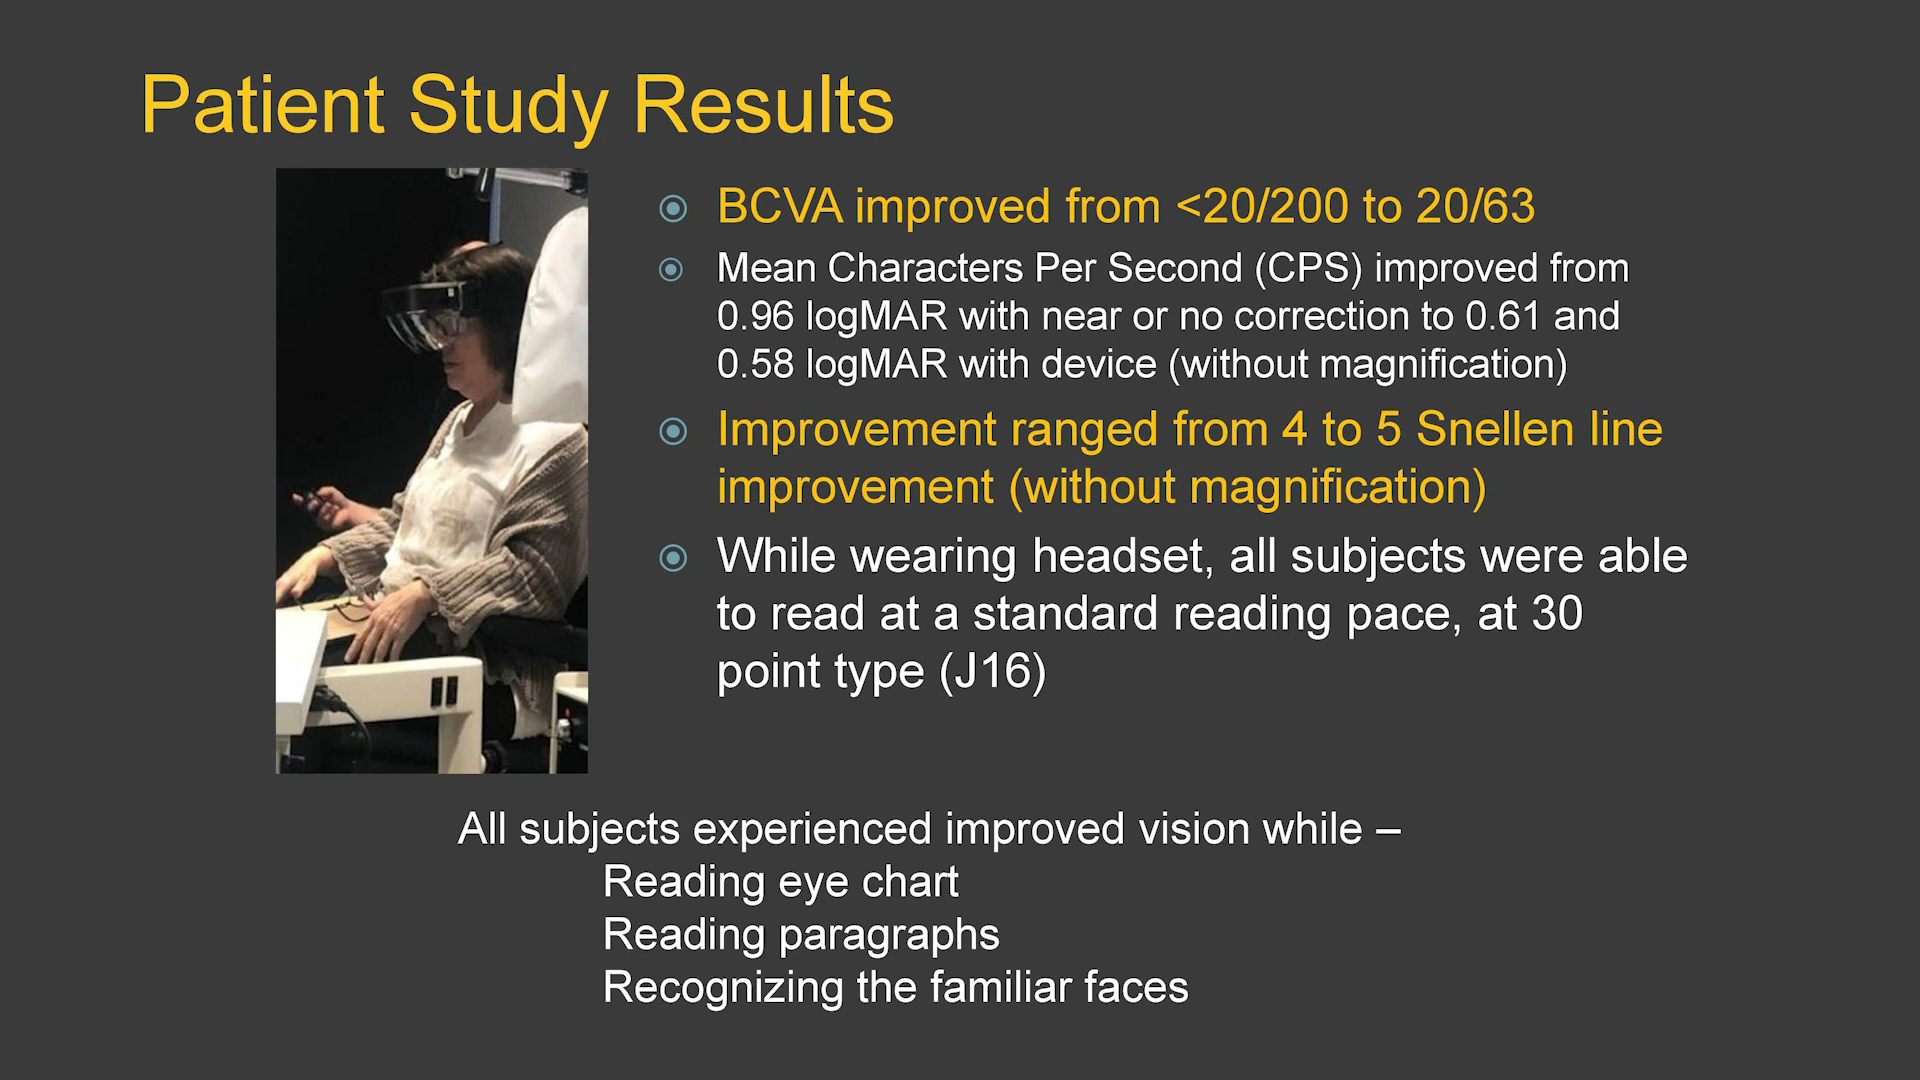 Patient Study Results
BCVA improved from <20/200 to 20/63
Mean Characters Per Second (CPS) improved from
0.96 logMAR with near or no correction to 0.61 and
0.58 logMAR with device (without magnification)
Improvement ranged from 4 to 5 Snellen line
improvement (without magnification)
While wearing headset, all subjects were able
to read at a standard reading pace, at 30
point type (J16)
All subjects experienced improved vision while –
Reading eye chart
Reading paragraphs
Recognizing the familiar faces